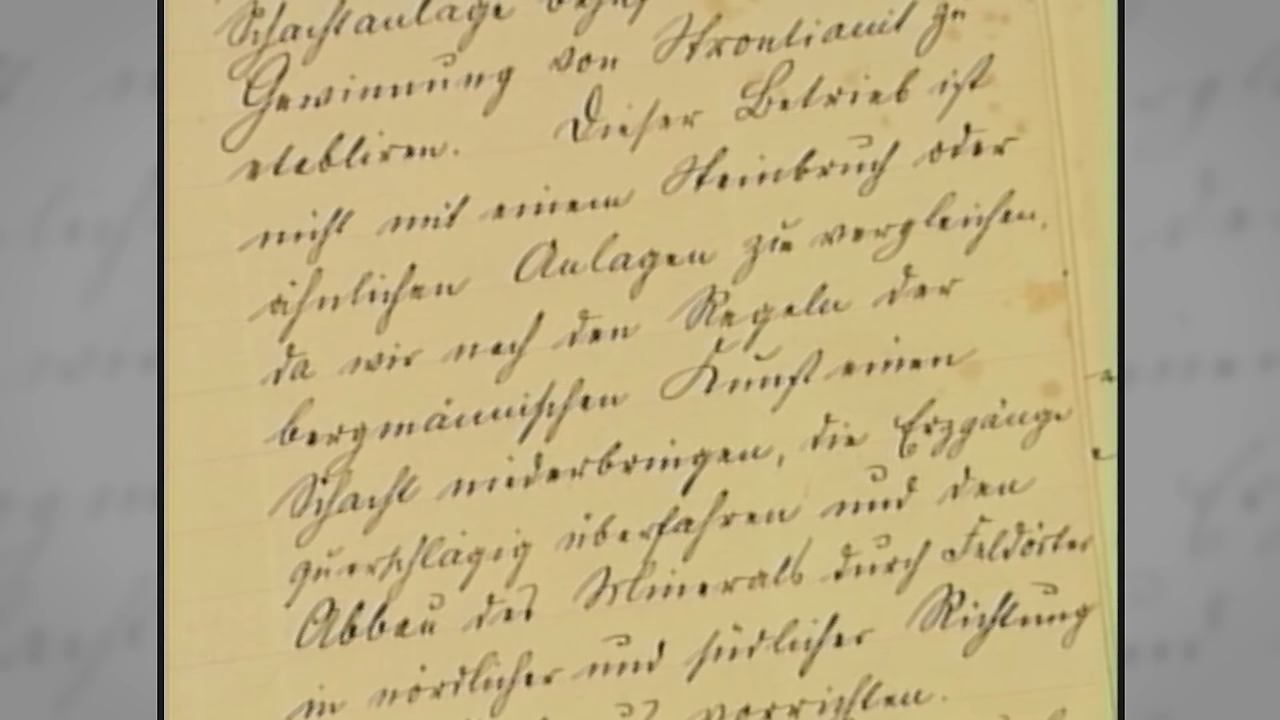 Schachtanlage behufs
Gewinnung von Strontianit zu
etabliren. Dieser Betrieb ist
nicht mit einem Steinbruch oder
ähnlichen Anlagen zu vergleichen,
da wir nach den Regeln der
bergmännischen Kunst einen
Schacht niederbringen, die Erzgänge
querschlägig überfahren und den
Abbau des Minerals durch Feldörter
in nördlicher und südlicher Richtung
vorrichten.